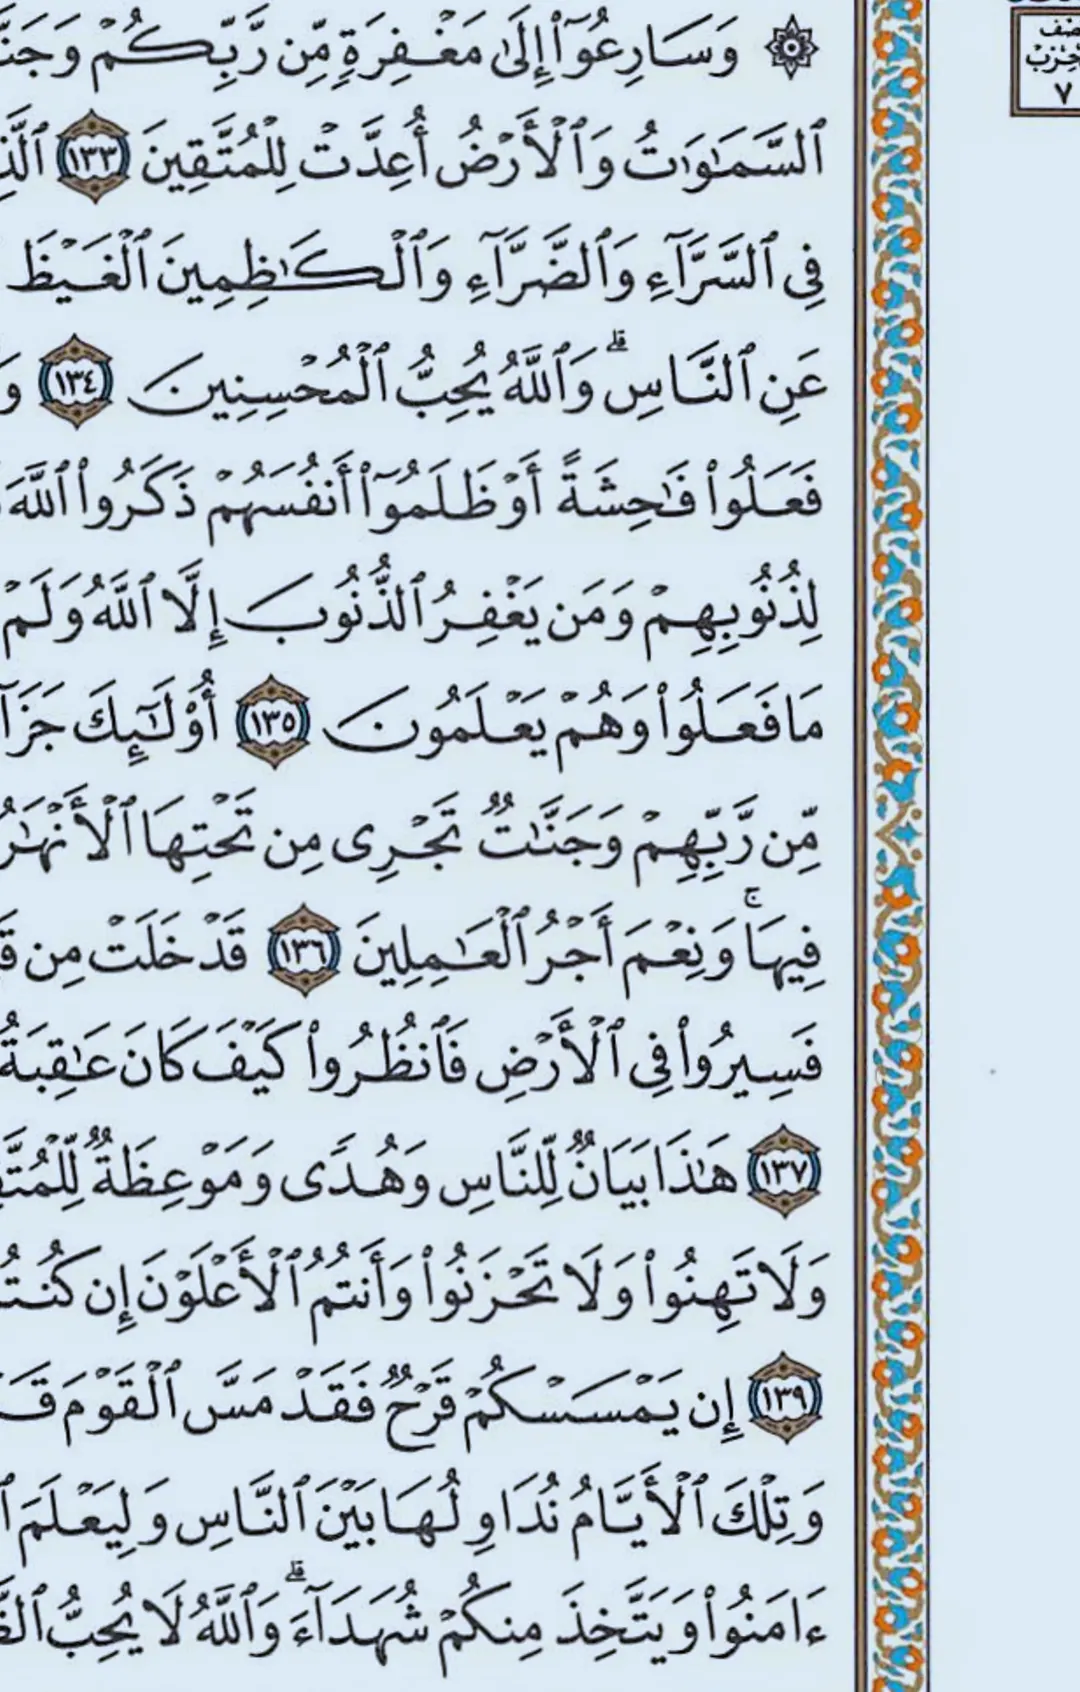 ۞ وَسَارِعُوٓا۟ إِلَىٰ مَغْفِرَةٍ مِّن رَّبِّكُمْ
ٱلسَّمَـٰوَٰتُ وَٱلْأَرْضُ أُعِدَّتْ لِلْمُتَّقِينَ ١٣٣
فِى ٱلسَّرَّآءِ وَٱلضَّرَّآءِ وَٱلْكَـٰظِمِينَ ٱلْغَيْظَ
عَنِ ٱلنَّاسِ ۗ وَٱللَّهُ يُحِبُّ ٱلْمُحْسِنِينَ ١٣٤
فَعَلُوا۟ فَـٰحِشَةً أَوْ ظَلَمُوٓا۟ أَنفُسَهُمْ ذَكَرُوا۟ ٱللَّهَ
لِذُنُوبِهِمْ وَمَن يَغْفِرُ ٱلذُّنُوبَ إِلَّا ٱللَّهُ وَلَمْ
مَا فَعَلُوا۟ وَهُمْ يَعْلَمُونَ ١٣٥ أُو۟لَـٰٓئِكَ
مِّن رَّبِّهِمْ وَجَنَّـٰتٌ تَجْرِى مِن تَحْتِهَا ٱلْأَنْهَـٰرُ
فِيهَا ۚ وَنِعْمَ أَجْرُ ٱلْعَـٰمِلِينَ ١٣٦ قَدْ خَلَتْ مِن
فَسِيرُوا۟ فِى ٱلْأَرْضِ فَٱنظُرُوا۟ كَيْفَ كَانَ عَـٰقِبَةُ
١٣٧ هَـٰذَا بَيَانٌ لِّلنَّاسِ وَهُدًى وَمَوْعِظَةٌ
وَلَا تَهِنُوا۟ وَلَا تَحْزَنُوا۟ وَأَنتُمُ ٱلْأَعْلَوْنَ إِن
١٣٩ إِن يَمْسَسْكُمْ قَرْحٌ فَقَدْ مَسَّ ٱلْقَوْمَ
وَتِلْكَ ٱلْأَيَّامُ نُدَاوِلُهَا بَيْنَ ٱلنَّاسِ وَلِيَعْلَمَ
ءَامَنُوا۟ وَيَتَّخِذَ مِنكُمْ شُهَدَآءَ ۗ وَٱللَّهُ لَا يُحِبُّ
نصف
الحزب
٧